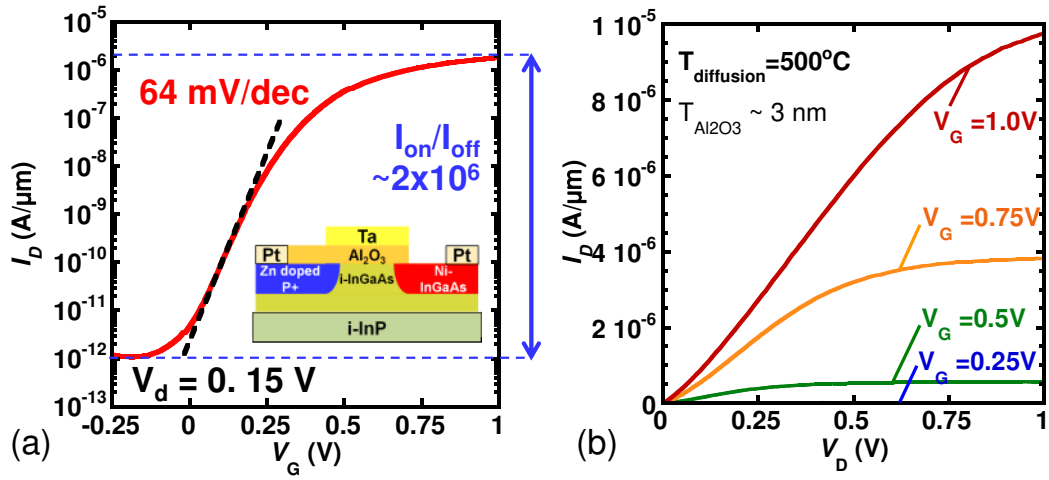 10⁻⁵
10⁻⁶
10⁻⁷
10⁻⁸
10⁻⁹
10⁻¹⁰
10⁻¹¹
10⁻¹²
10⁻¹³
I_D (A/μm)
64 mV/dec
I_on/I_off
~2x10⁶
Ta
Pt
Al₂O₃
Pt
Zn doped
P+
i-InGaAs
Ni-
InGaAs
i-InP
V_d = 0. 15 V
-0.25
0
0.25
0.5
0.75
1
V_G (V)
(a)
1 10⁻⁵
8 10⁻⁶
6 10⁻⁶
4 10⁻⁶
2 10⁻⁶
0
I_D (A/μm)
T_diffusion=500°C
T_Al2O3 ~ 3 nm
V_G =1.0V
V_G =0.75V
V_G =0.5V
V_G =0.25V
0
0.25
0.5
0.75
1
V_D (V)
(b)